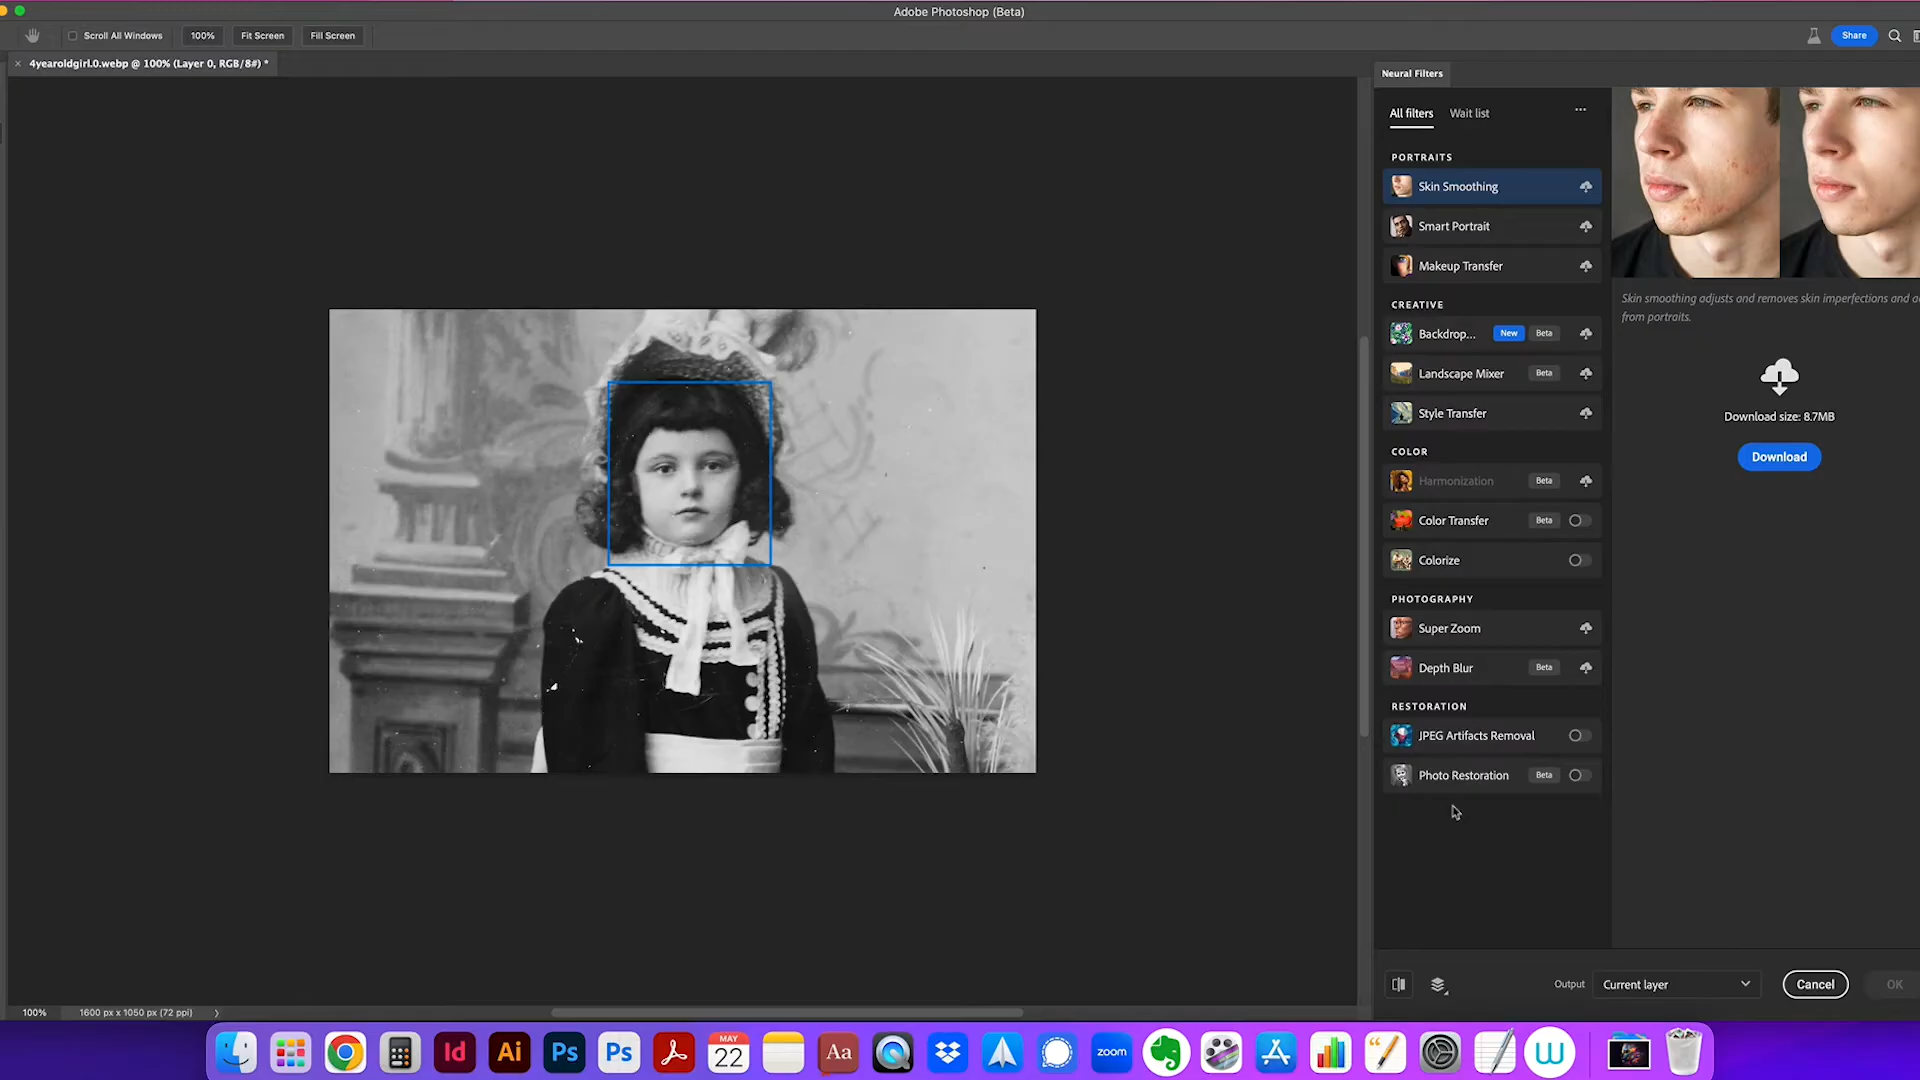 Adobe Photoshop (Beta)
Scroll All Windows
100%
Fit Screen
Fill Screen
Share
4yearoldgirl.0.webp @ 100% (Layer 0, RGB/8#) *
Neural Filters
All filters
Wait list
PORTRAITS
Skin Smoothing
Smart Portrait
Makeup Transfer
CREATIVE
Backdrop... New Beta
Landscape Mixer Beta
Style Transfer
COLOR
Harmonization Beta
Color Transfer Beta
Colorize
PHOTOGRAPHY
Super Zoom
Depth Blur Beta
RESTORATION
JPEG Artifacts Removal
Photo Restoration Beta
Skin smoothing adjusts and removes skin imperfections and
from portraits.
Download size: 8.7MB
Download
Output
Current layer
Cancel
OK
100%
1600 px x 1050 px (72 ppi)
Id
Ai
Ps
Ps
MAY
22
Aa
zoom